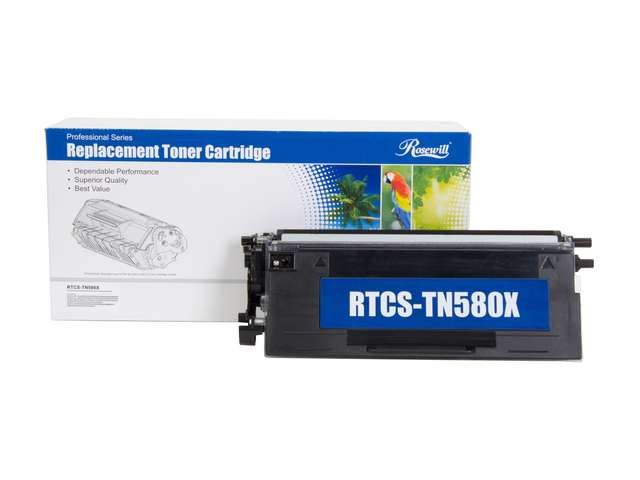 Professional Series
Replacement Toner Cartridge
Rosewill
• Dependable Performance
• Superior Quality
• Best Value
RTCS-TN580X
RTCS-TN580X